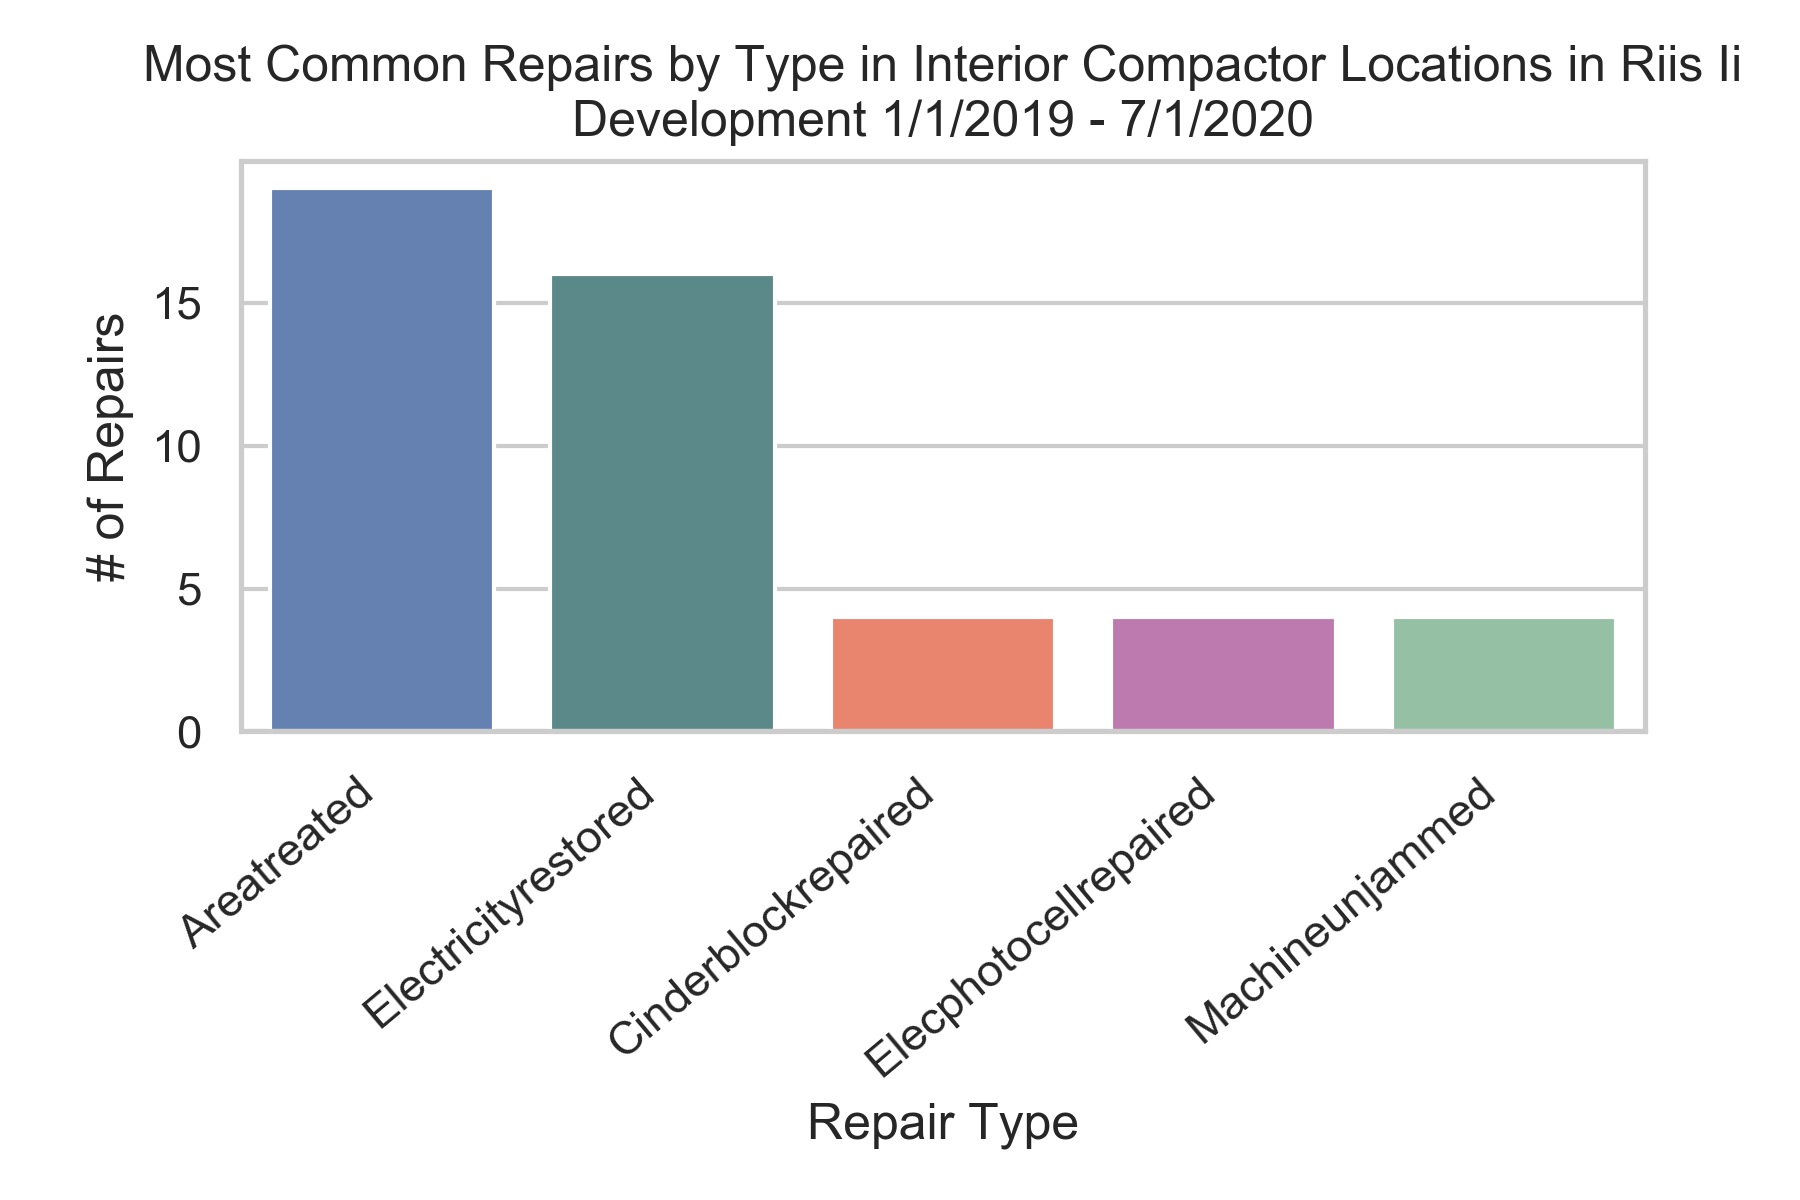 Most Common Repairs by Type in Interior Compactor Locations in Riis Ii
Development 1/1/2019 - 7/1/2020
# of Repairs
15
10
5
0
Areatreated
Electricityrestored
Cinderblockrepaired
Elecphotocellrepaired
Machineunjammed
Repair Type